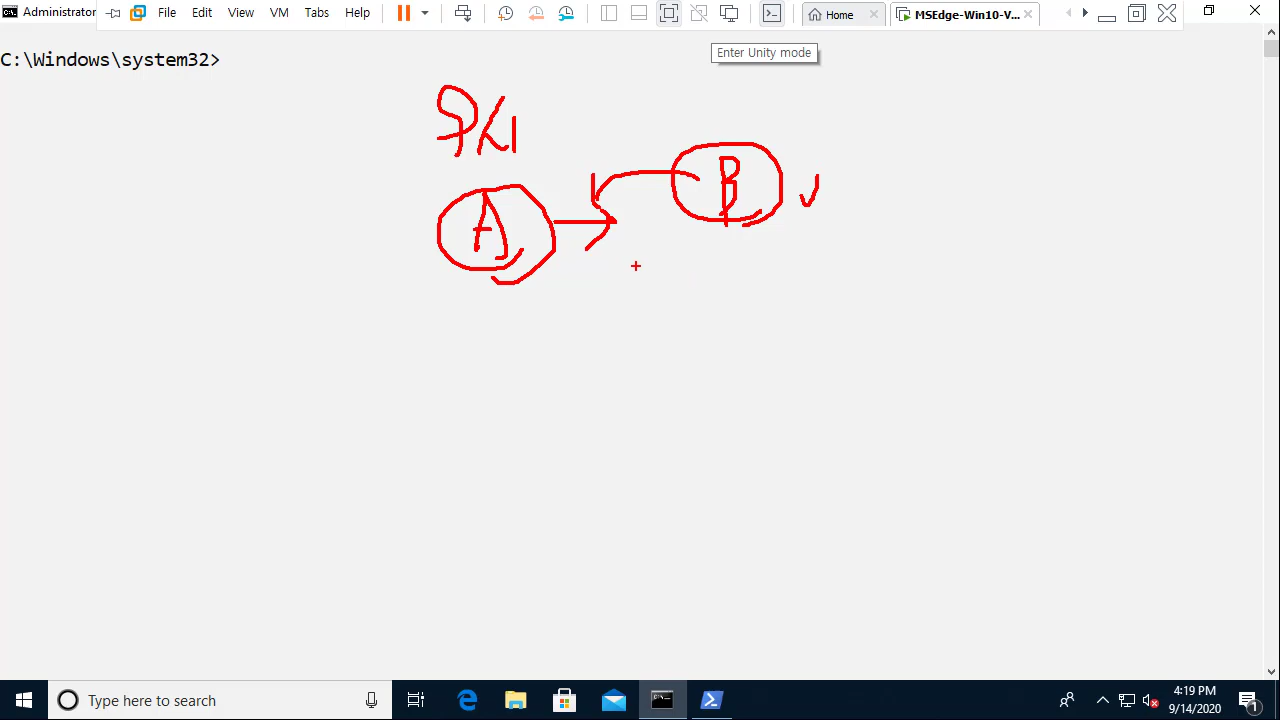 Administrator
File Edit View VM Tabs Help
Home
MSEdge-Win10-V...
Enter Unity mode
C:\Windows\system32>
PKI
B
A
Type here to search
4:19 PM
9/14/2020
1